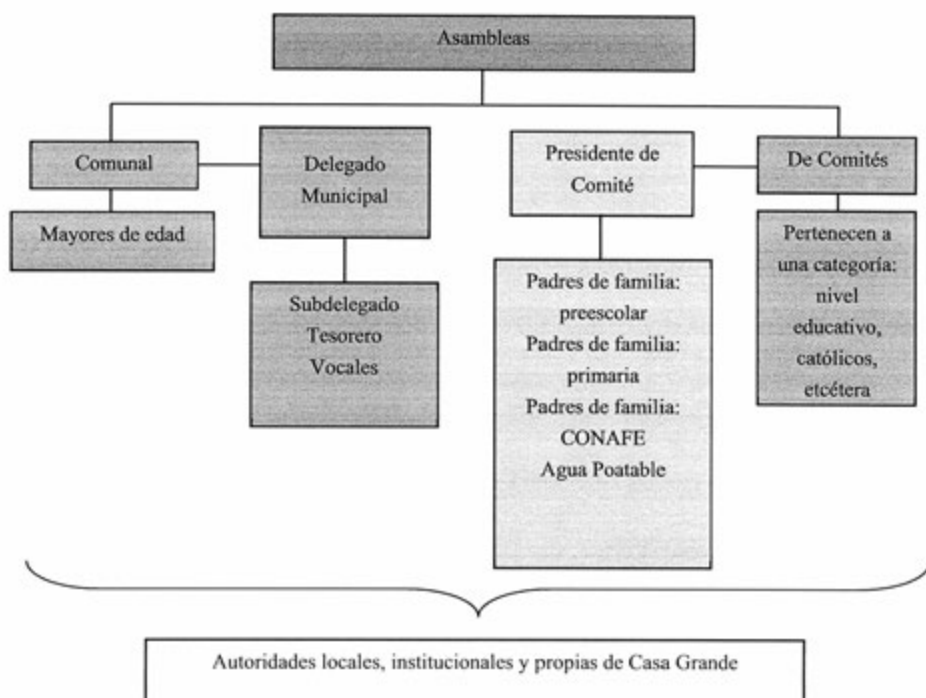 Asambleas
Comunal
Mayores de edad
Delegado
Municipal
Subdelegado
Tesorero
Vocales
Presidente de
Comité
Padres de familia:
preescolar
Padres de familia:
primaria
Padres de familia:
CONAFE
Agua Poatable
De Comités
Pertenecen a
una categoría:
nivel
educativo,
católicos,
etcétera
Autoridades locales, institucionales y propias de Casa Grande